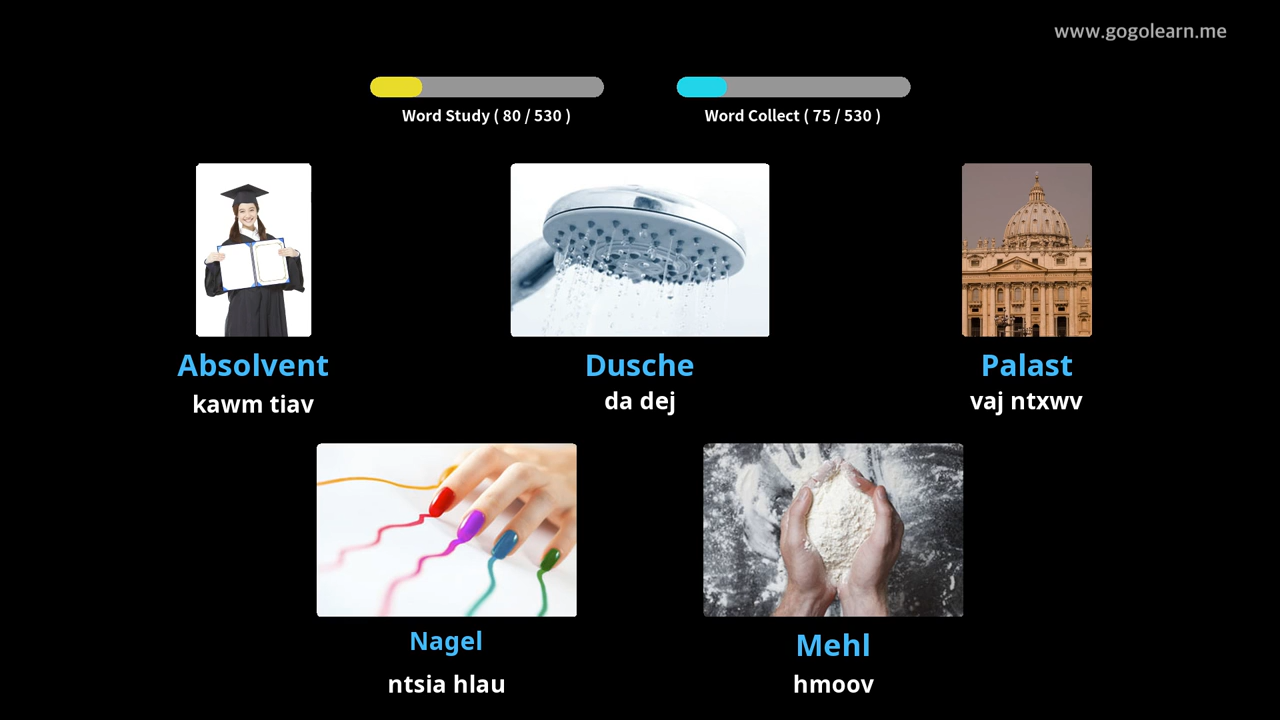 www.gogolearn.me
Word Study ( 80 / 530 )
Word Collect ( 75 / 530 )
Absolvent
kawm tiav
Dusche
da dej
Palast
vaj ntxwv
Nagel
ntsia hlau
Mehl
hmoov